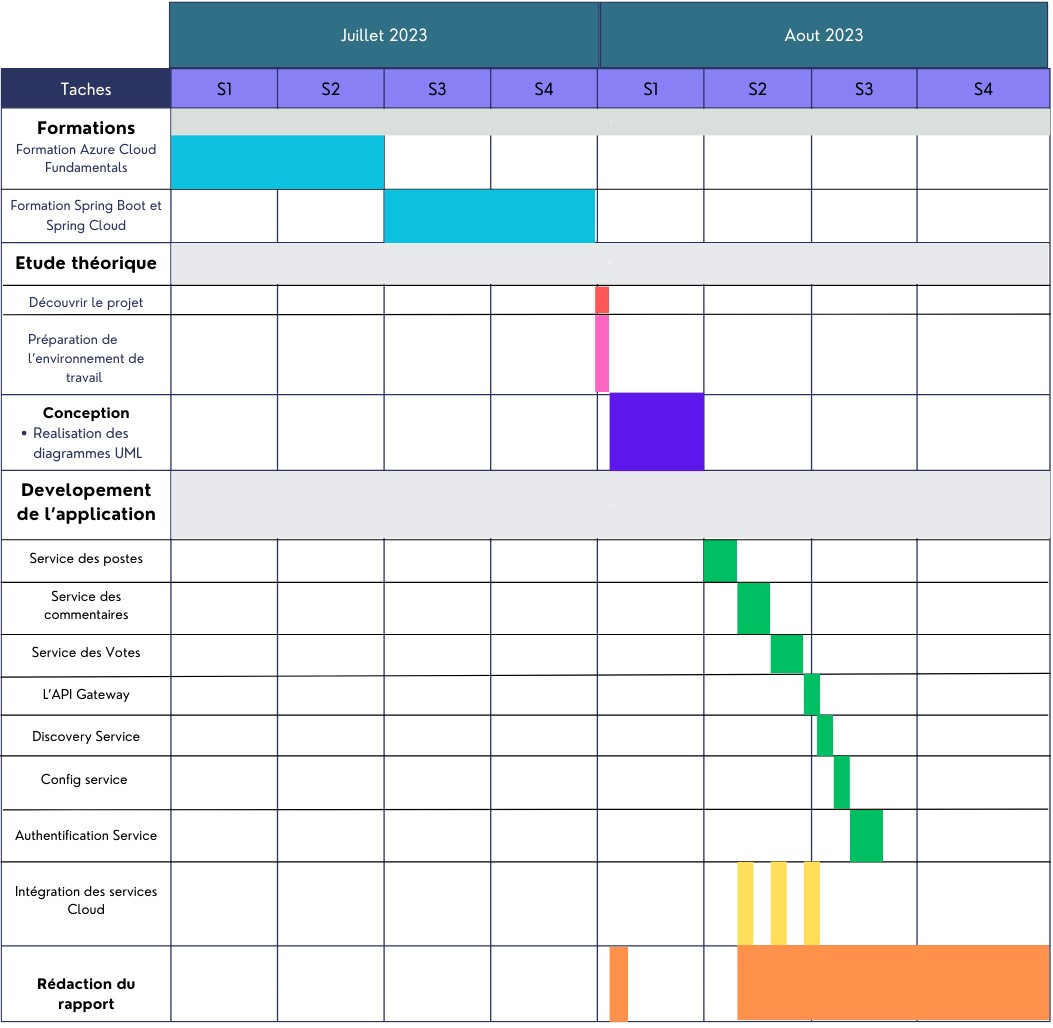 Juillet 2023
Aout 2023
Taches
S1
S2
S3
S4
S1
S2
S3
S4
Formations
Formation Azure Cloud
Fundamentals
Formation Spring Boot et
Spring Cloud
Etude théorique
Découvrir le projet
Préparation de
l'environnement de
travail
Conception
• Realisation des
diagrammes UML
Developement
de l'application
Service des postes
Service des
commentaires
Service des Votes
L'API Gateway
Discovery Service
Config service
Authentification Service
Intégration des services
Cloud
Rédaction du
rapport